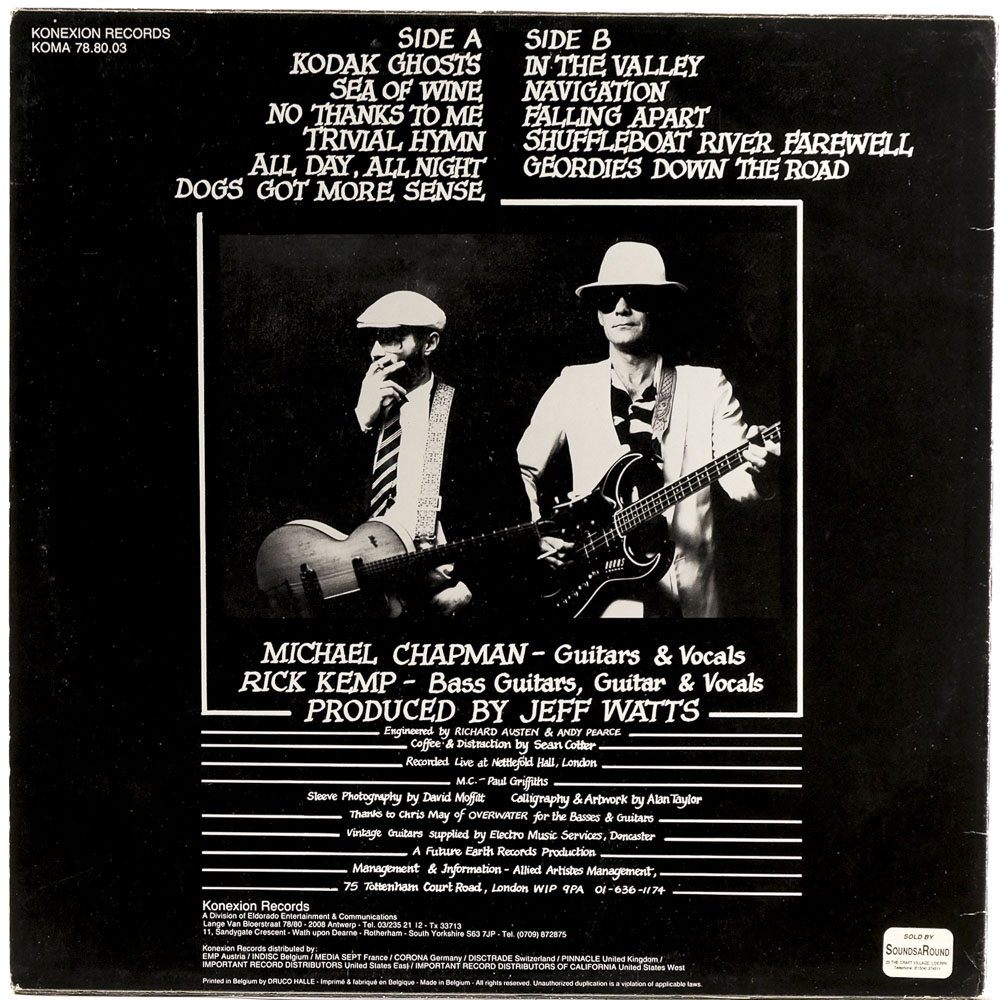 KONEXION RECORDS
KOMA 78.80.03
SIDE A
KODAK GHOSTS
SEA OF WINE
NO THANKS TO ME
TRIVIAL HYMN
ALL DAY, ALL NIGHT
DOGS GOT MORE SENSE
SIDE B
IN THE VALLEY
NAVIGATION
FALLING APART
SHUFFLEBOAT RIVER FAREWELL
GEORDIES DOWN THE ROAD
BURNS
MICHAEL CHAPMAN - Guitars & Vocals
RICK KEMP - Bass Guitars, Guitar & Vocals
PRODUCED BY JEFF WATTS
Engineered by RICHARD AUSTEN & ANDY PEARCE
Coffee & Distraction by Sean Cotter
Recorded Live at Nettlefold Hall, London
M.C. - Paul Griffiths
Sleeve Photography by David Moffitt Calligraphy & Artwork by Alan Taylor
Thanks to Chris May of OVERWATER for the Basses & Guitars
Vintage Guitars supplied by Electro Music Services, Doncaster
A Future Earth Records Production
Management & Information - Allied Artistes Management,
75 Tottenham Court Road, London W1P 9PA 01-636-1174
Konexion Records
A Division of Eldorado Entertainment & Communications
Lange Van Bloerstraat 78/80 - 2008 Antwerp - Tel. 03/235 21 12 - Tx 33713
11, Sandygate Crescent - Wath upon Dearne - Rotherham - South Yorkshire S63 7JP - Tel. (0709) 872875
Konexion Records distributed by:
EMP Austria / INDISC Belgium / MEDIA SEPT France / CORONA Germany / DISCTRADE Switzerland / PINNACLE United Kingdom /
IMPORTANT RECORD DISTRIBUTORS United States East) / IMPORTANT RECORD DISTRIBUTORS OF CALIFORNIA United States West
Printed in Belgium by DRUCO HALLE - Imprimé & fabriqué en Belgique - Made in Belgium - All rights reserved. Unauthorized duplication is a violation of applicable laws.
SOLD BY
SOUNDSAROUND
THE CRAFT VILLAGE,
Telephone